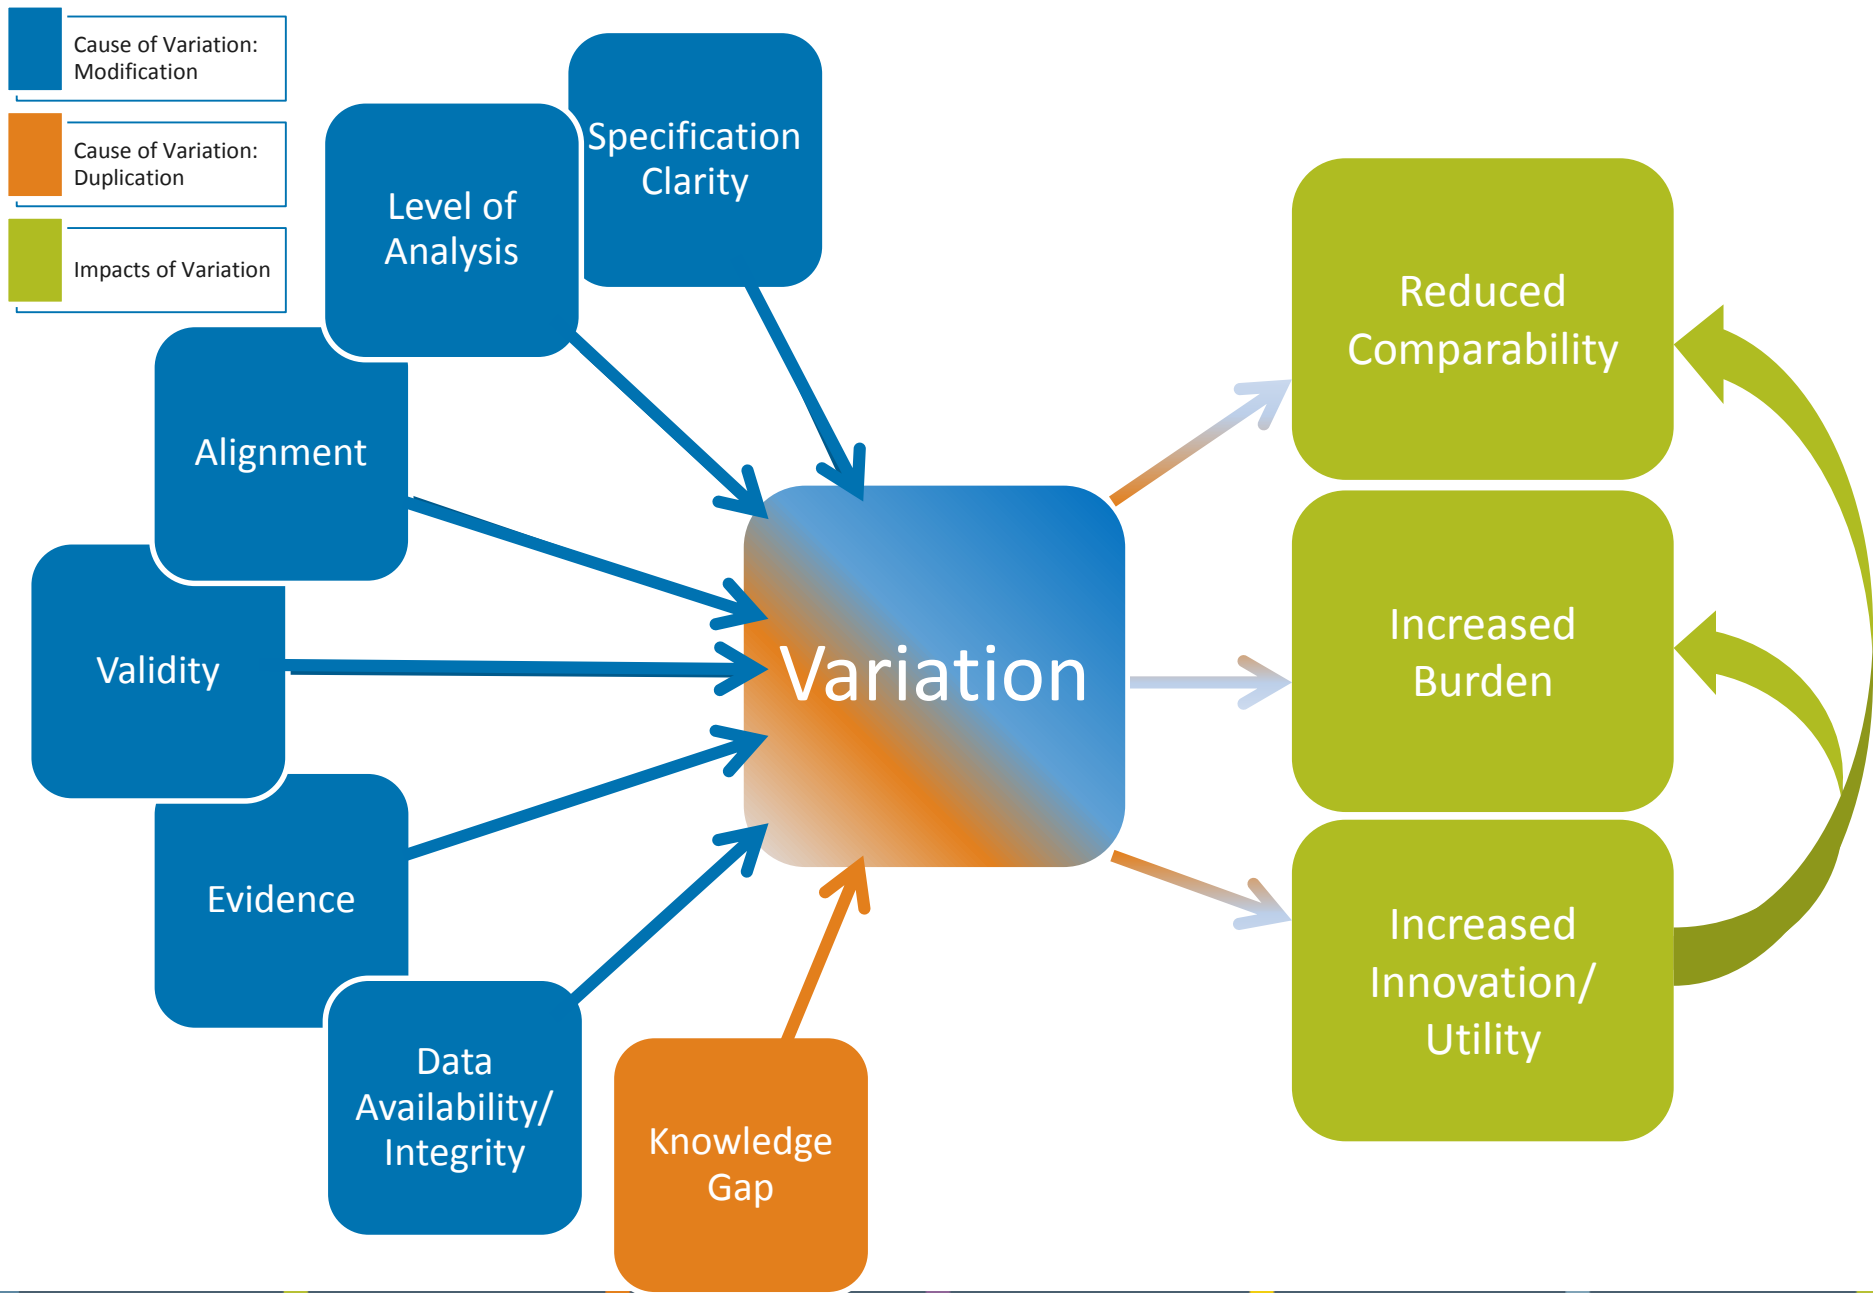 Cause of Variation:
Modification
Cause of Variation:
Duplication
Impacts of Variation
Specification
Clarity
Level of
Analysis
Alignment
Validity
Evidence
Data
Availability/
Integrity
Knowledge
Gap
Variation
Reduced
Comparability
Increased
Burden
Increased
Innovation/
Utility